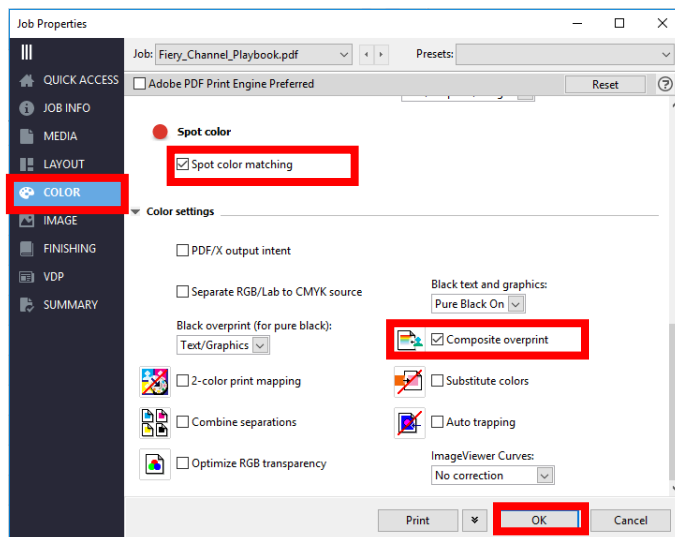 Job Properties
Job: Fiery_Channel_Playbook.pdf Presets:
QUICK ACCESS
JOB INFO
MEDIA
LAYOUT
COLOR
IMAGE
FINISHING
VDP
SUMMARY
Adobe PDF Print Engine Preferred Reset
Spot color
Spot color matching
Color settings
PDF/X output intent
Separate RGB/Lab to CMYK source
Black text and graphics:
Pure Black On
Black overprint (for pure black):
Text/Graphics
Composite overprint
2-color print mapping Substitute colors
Combine separations Auto trapping
Optimize RGB transparency
ImageViewer Curves:
No correction
Print OK Cancel